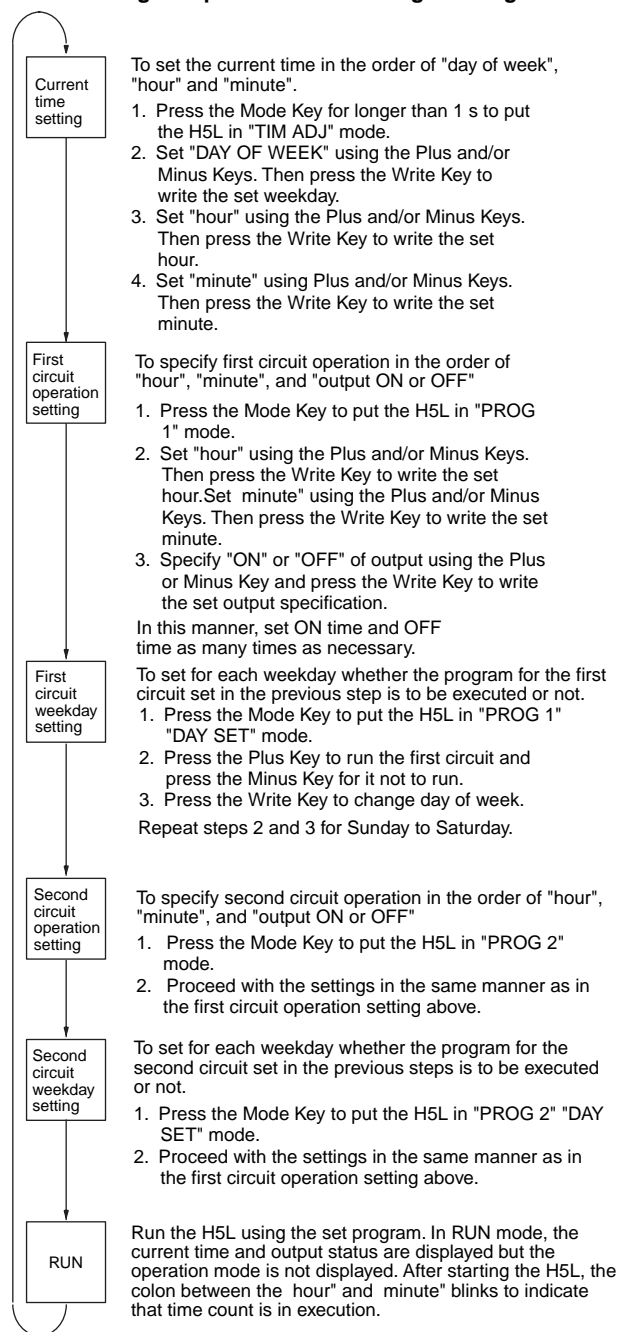 Current
time
setting
To set the current time in the order of "day of week",
"hour" and "minute".
1. Press the Mode Key for longer than 1 s to put
the H5L in "TIM ADJ" mode.
2. Set "DAY OF WEEK" using the Plus and/or
Minus Keys. Then press the Write Key to
write the set weekday.
3. Set "hour" using the Plus and/or Minus Keys.
Then press the Write Key to write the set
hour.
4. Set "minute" using Plus and/or Minus Keys.
Then press the Write Key to write the set
minute.
First
circuit
operation
setting
To specify first circuit operation in the order of
"hour", "minute", and "output ON or OFF"
1. Press the Mode Key to put the H5L in "PROG
1" mode.
2. Set "hour" using the Plus and/or Minus Keys.
Then press the Write Key to write the set
hour.Set minute" using the Plus and/or Minus
Keys. Then press the Write Key to write the set
minute.
3. Specify "ON" or "OFF" of output using the Plus
or Minus Key and press the Write Key to write
the set output specification.
In this manner, set ON time and OFF
time as many times as necessary.
First
circuit
weekday
setting
To set for each weekday whether the program for the first
circuit set in the previous step is to be executed or not.
1. Press the Mode Key to put the H5L in "PROG 1"
"DAY SET" mode.
2. Press the Plus Key to run the first circuit and
press the Minus Key for it not to run.
3. Press the Write Key to change day of week.
Repeat steps 2 and 3 for Sunday to Saturday.
Second
circuit
operation
setting
To specify second circuit operation in the order of "hour",
"minute", and "output ON or OFF"
1. Press the Mode Key to put the H5L in "PROG 2"
mode.
2. Proceed with the settings in the same manner as in
the first circuit operation setting above.
Second
circuit
weekday
setting
To set for each weekday whether the program for the
second circuit set in the previous steps is to be executed
or not.
1. Press the Mode Key to put the H5L in "PROG 2" "DAY
SET" mode.
2. Proceed with the settings in the same manner as in
the first circuit operation setting above.
RUN
Run the H5L using the set program. In RUN mode, the
current time and output status are displayed but the
operation mode is not displayed. After starting the H5L, the
colon between the hour" and minute" blinks to indicate
that time count is in execution.